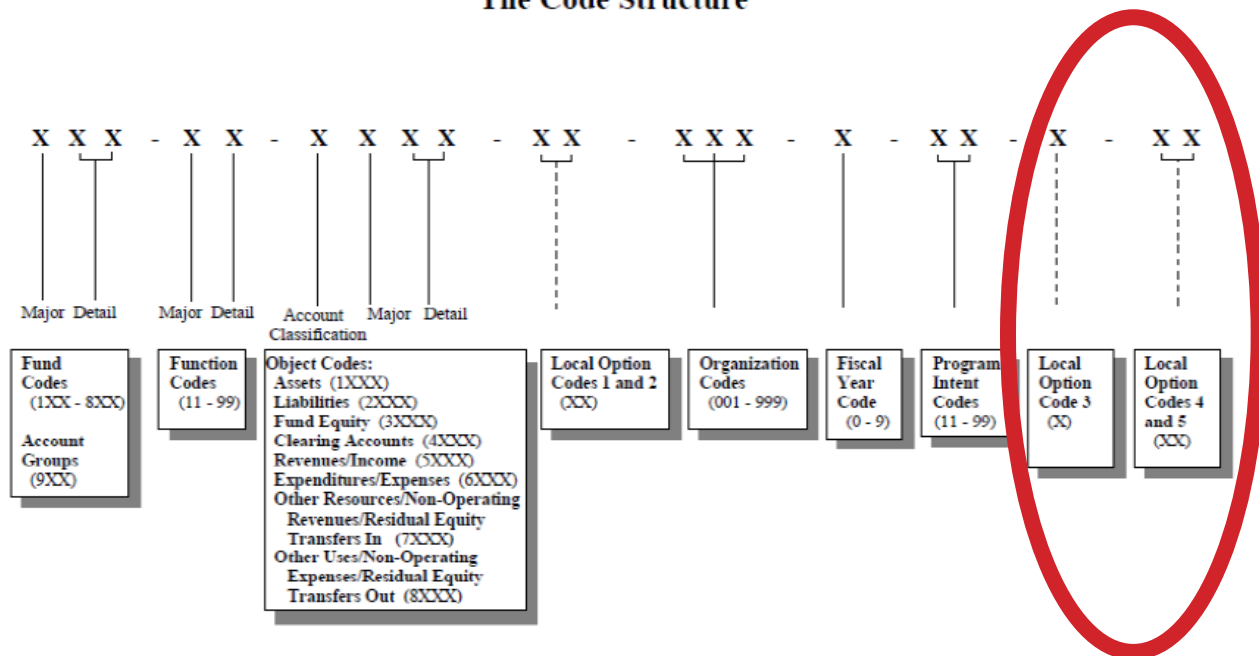 The Code Structure
X X X - X X - X X X X - X X - X X X - X - X X - X - X X
Major Detail
Major Detail
Account
Classification
Major Detail
Fund
Codes
(1XX - 8XX)
Account
Groups
(9XX)
Function
Codes
(11 - 99)
Object Codes:
Assets (1XXX)
Liabilities (2XXX)
Fund Equity (3XXX)
Clearing Accounts (4XXX)
Revenues/Income (5XXX)
Expenditures/Expenses (6XXX)
Other Resources/Non-Operating
Revenues/Residual Equity
Transfers In (7XXX)
Other Uses/Non-Operating
Expenses/Residual Equity
Transfers Out (8XXX)
Local Option
Codes 1 and 2
(XX)
Organization
Codes
(001 - 999)
Fiscal
Year
Code
(0 - 9)
Program
Intent
Codes
(11 - 99)
Local
Option
Code 3
(X)
Local
Option
Codes 4
and 5
(XX)